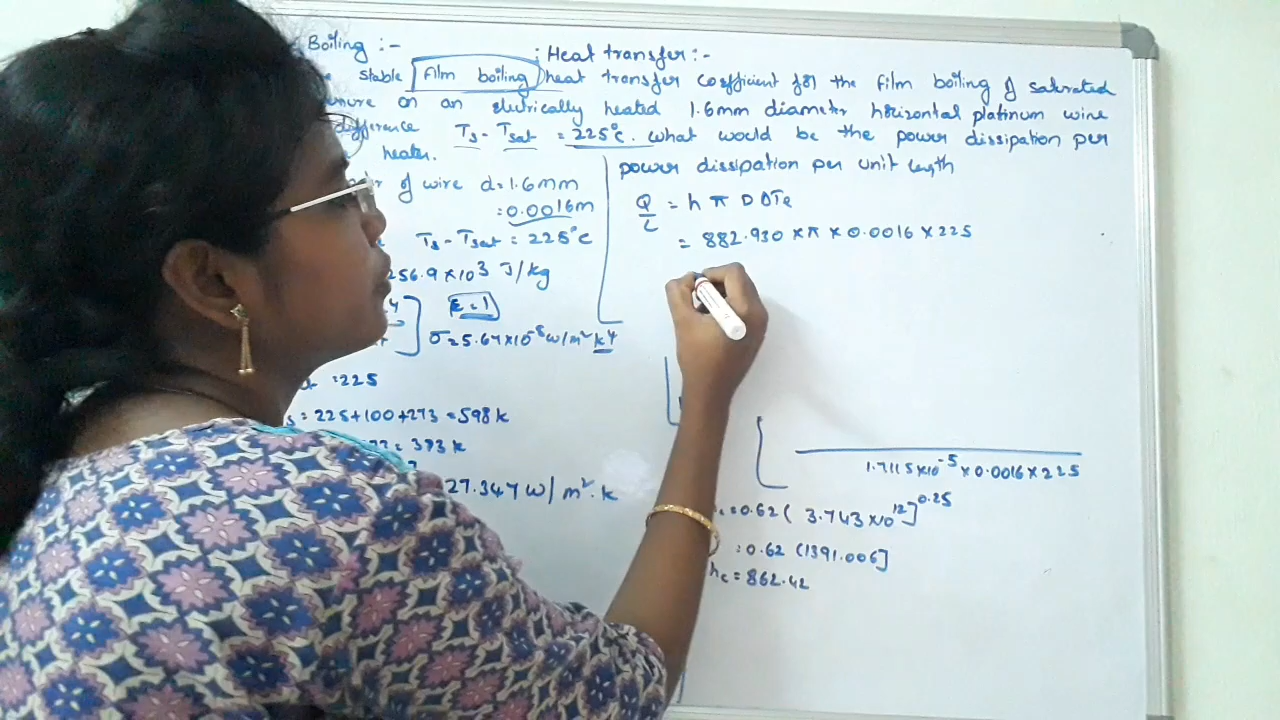 Boiling :-
: Heat transfer :-
stable film boiling heat transfer coefficient for the film boiling of saturated
on an eletrically heated 1.6mm diameter horizontal platinum wire
difference Ts - Tsat = 225°c. what would be the power dissipation per
heater.
of wire d=1.6mm
=0.0016m
Ts - Tsat = 225°c
256.9 × 10³ J/kg
ε=1
σ=5.67×10⁻⁸ w/m² k⁴
=225
= 225+100+273 = 598 k
= 373 k
27.347 w/m².k
power dissipation per unit length
Q/L = h π D ΔTe
= 882.930 × π × 0.0016 × 225
1.7115×10⁻⁵ × 0.0016 × 225
=0.62 ( 3.743 ×10¹²]^0.25
=0.62 (1391.006]
hc = 862.42